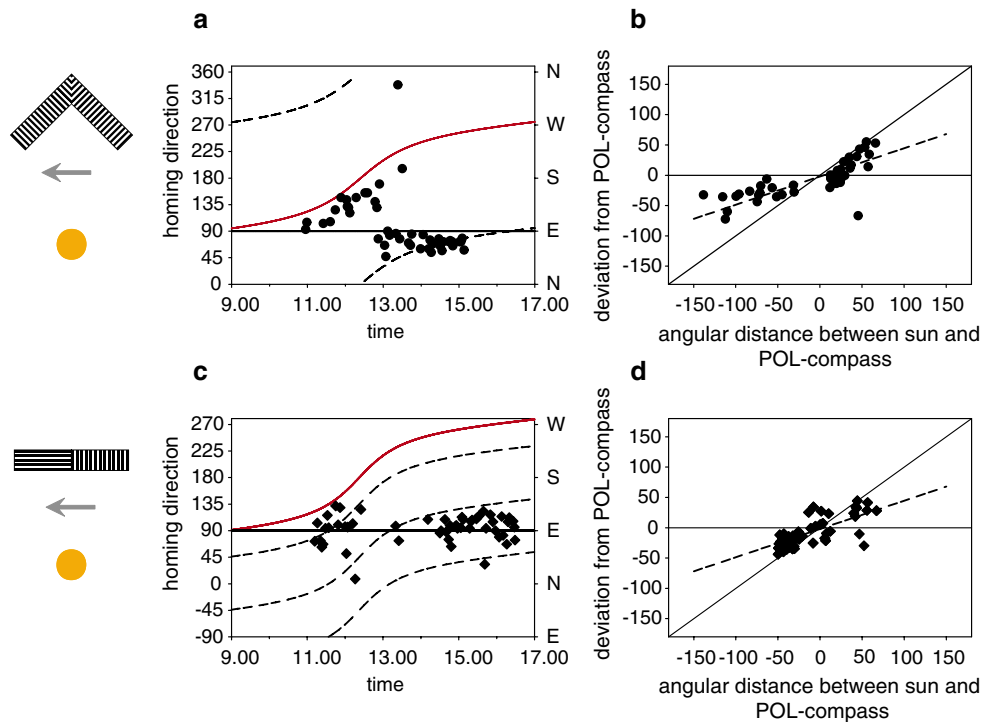 a
homing direction
360
315
270
225
180
135
90
45
0
N
W
S
E
N
9.00 11.00 13.00 15.00 17.00
time
b
deviation from POL-compass
150
100
50
0
-50
-100
-150
-150 -100 -50 0 50 100 150
angular distance between sun and
POL-compass
c
homing direction
270
225
180
135
90
45
0
-45
-90
W
S
E
N
E
9.00 11.00 13.00 15.00 17.00
time
d
deviation from POL-compass
150
100
50
0
-50
-100
-150
-150 -100 -50 0 50 100 150
angular distance between sun and
POL-compass